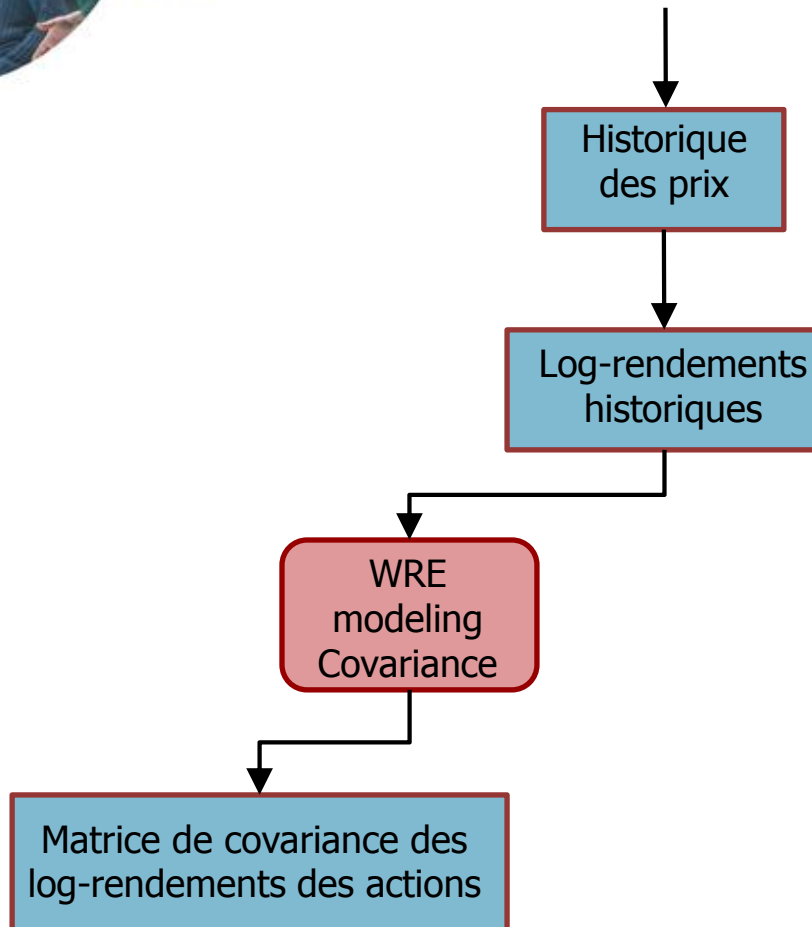 Historique
des prix
Log-rendements
historiques
WRE
modeling
Covariance
Matrice de covariance des
log-rendements des actions